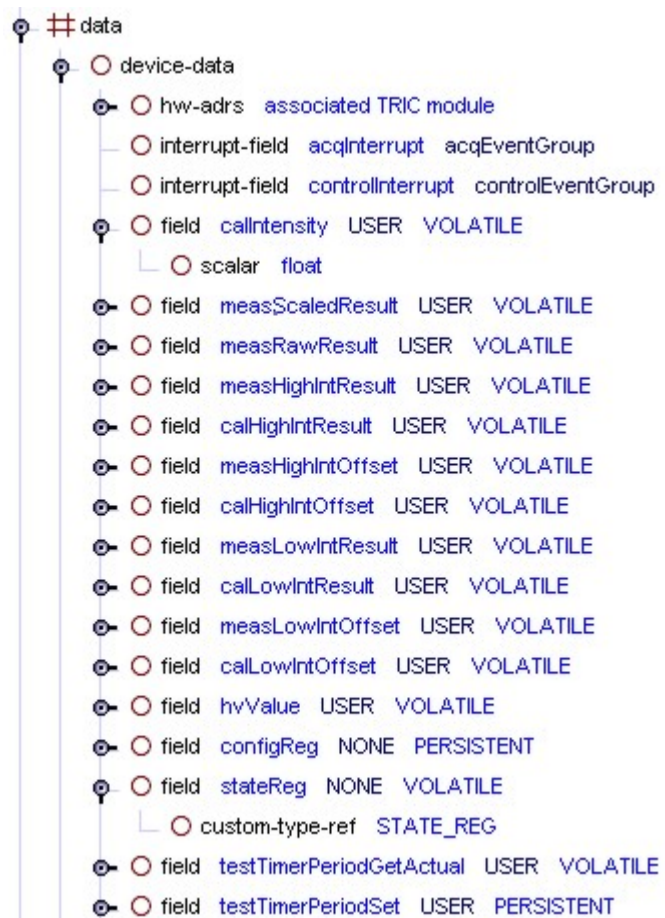 data
device-data
hw-adrs associated TRIC module
interrupt-field acqInterrupt acqEventGroup
interrupt-field controlInterrupt controlEventGroup
field calIntensity USER VOLATILE
scalar float
field measScaledResult USER VOLATILE
field measRawResult USER VOLATILE
field measHighIntResult USER VOLATILE
field calHighIntResult USER VOLATILE
field measHighIntOffset USER VOLATILE
field calHighIntOffset USER VOLATILE
field measLowIntResult USER VOLATILE
field calLowIntResult USER VOLATILE
field measLowIntOffset USER VOLATILE
field calLowIntOffset USER VOLATILE
field hvValue USER VOLATILE
field configReg NONE PERSISTENT
field stateReg NONE VOLATILE
custom-type-ref STATE_REG
field testTimerPeriodGetActual USER VOLATILE
field testTimerPeriodSet USER PERSISTENT